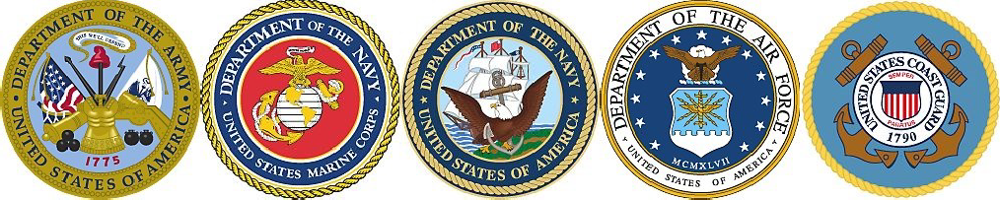 DEPARTMENT OF THE ARMY
THIS WE'LL DEFEND
1775
UNITED STATES OF AMERICA
DEPARTMENT OF THE NAVY
UNITED STATES MARINE CORPS
DEPARTMENT OF THE NAVY
UNITED STATES OF AMERICA
DEPARTMENT OF THE AIR FORCE
MCMXLVII
UNITED STATES OF AMERICA
UNITED STATES COAST GUARD
SEMPER
PARATUS
1790